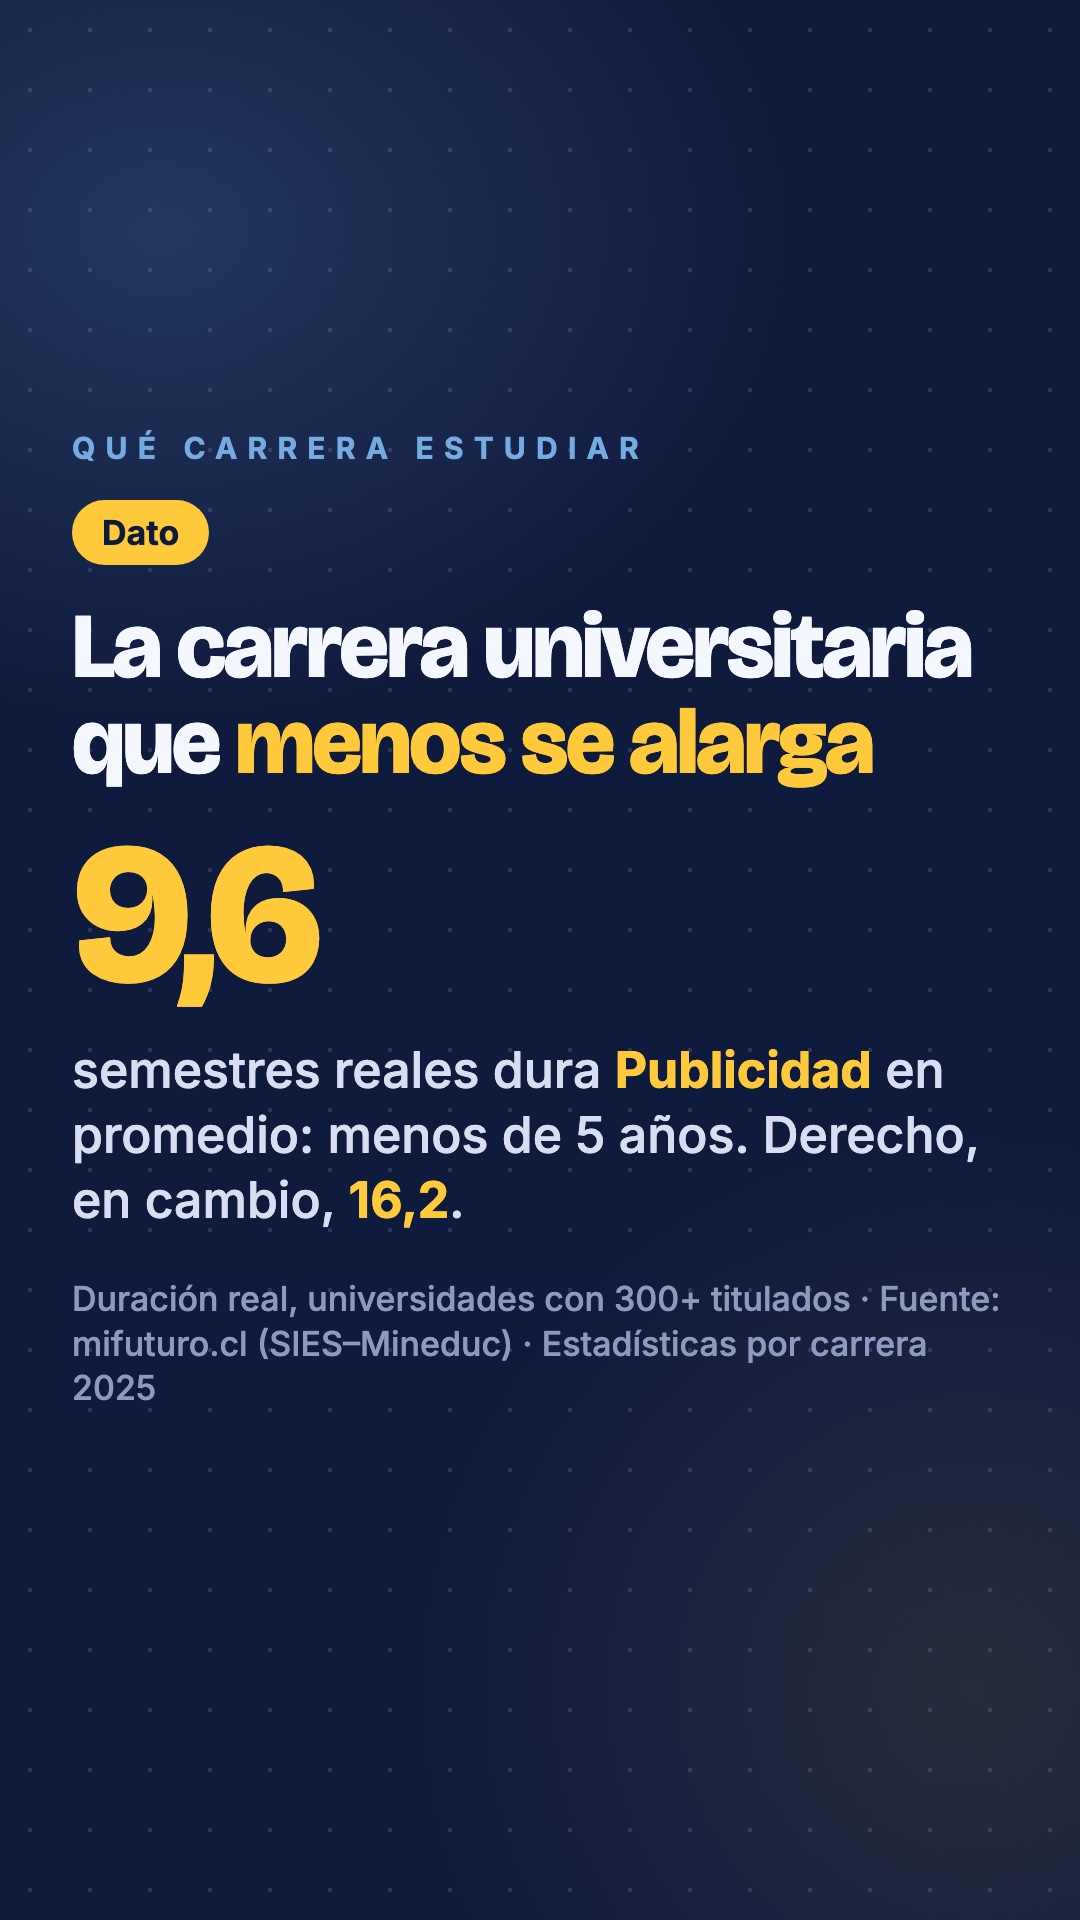 QUÉ CARRERA ESTUDIAR
Dato
La carrera universitaria
que menos se alarga
9,6
semestres reales dura Publicidad en
promedio: menos de 5 años. Derecho,
en cambio, 16,2.
Duración real, universidades con 300+ titulados · Fuente:
mifuturo.cl (SIES–Mineduc) · Estadísticas por carrera
2025